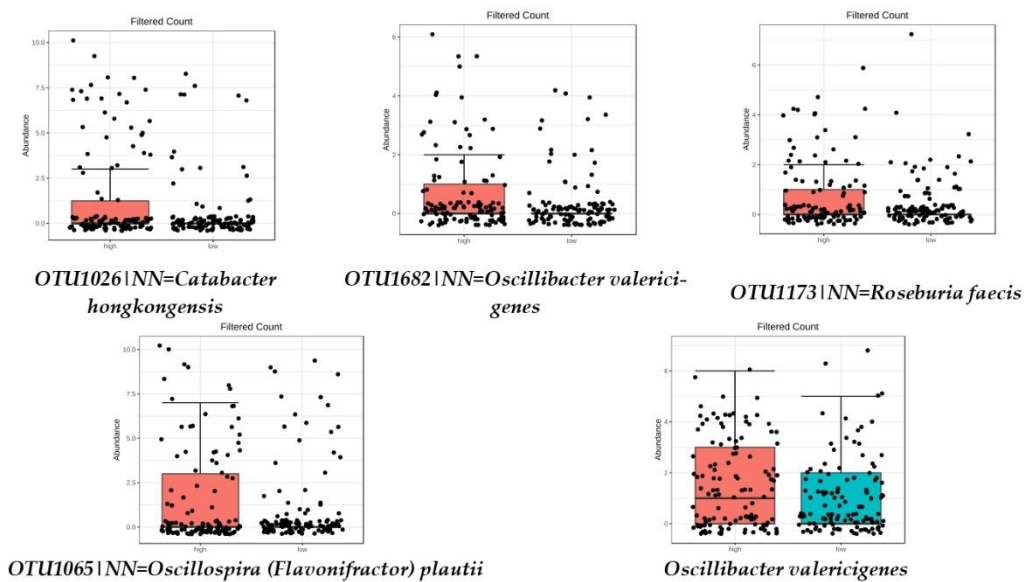 Filtered Count
Abundance
10.0
7.5
5.0
2.5
0.0
high
low
OTU1026|NN=Catabacter
hongkongensis
Filtered Count
Abundance
6
4
2
0
high
low
OTU1682|NN=Oscillibacter valerici-
genes
Filtered Count
Abundance
6
4
2
0
high
low
OTU1173|NN=Roseburia faecis
Filtered Count
Abundance
10.0
7.5
5.0
2.5
0.0
high
low
OTU1065|NN=Oscillospira (Flavonifractor) plautii
Filtered Count
Abundance
6
4
2
0
high
low
Oscillibacter valericigenes